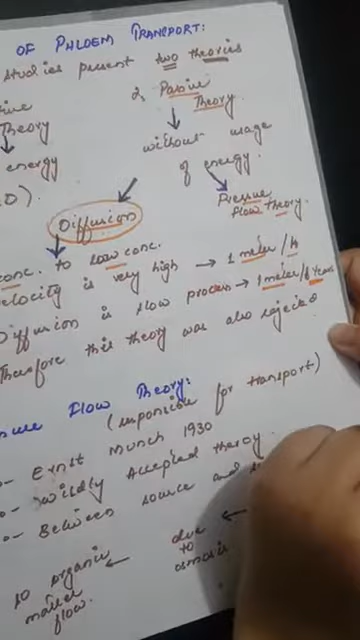 OF PHLOEM TRANSPORT:
studies present two theories
Theory
energy
2, Passive
Theory
without usage
of energy.
Pressure
flow Theory.
Diffusion
conc. to low conc.
velocity is very high → 1 meter / h
Diffusion is slow process → 1 meter / 8 years
Therefore this theory was also rejected
Flow Theory:
(responsible for transport)
Ernst Munch 1930
widely Accepted theory
Between source and
due
to
osmosis
so organic
matter
flow.